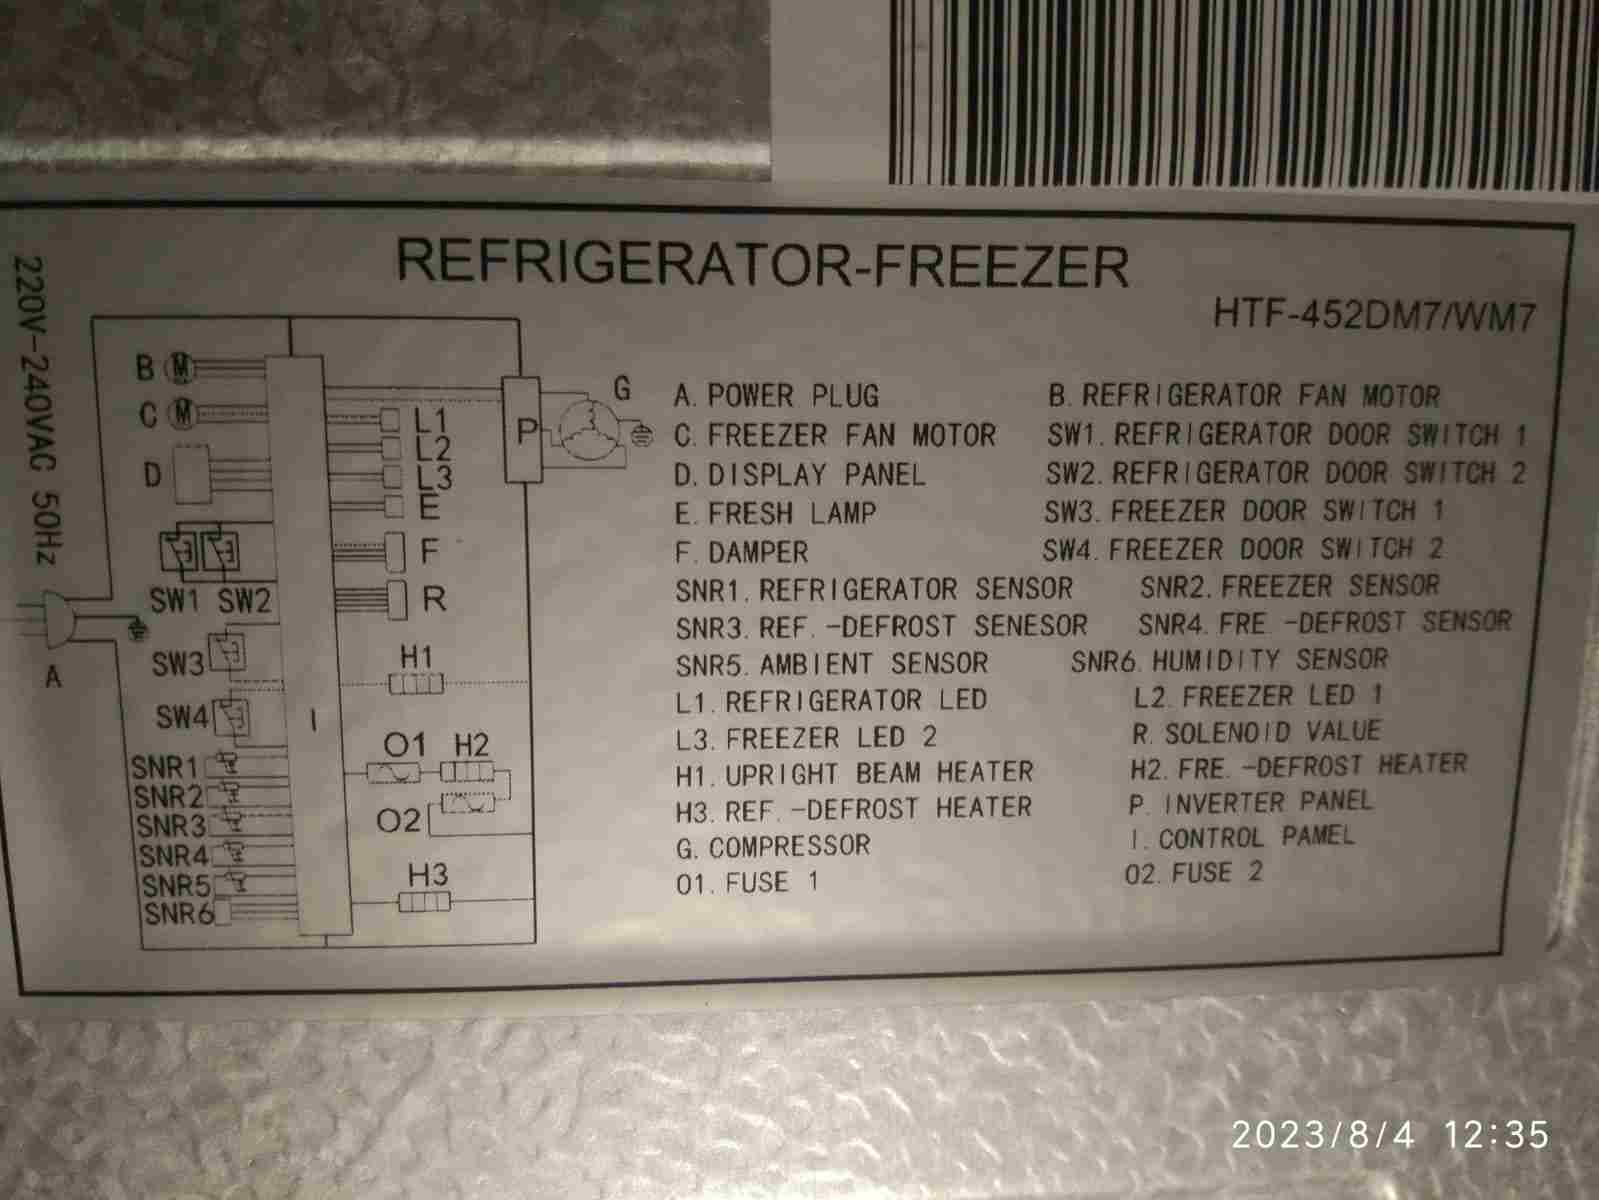 REFRIGERATOR-FREEZER
HTF-452DM7/WM7
220V-240VAC 50Hz
B M
C M
D
SW1 SW2
SW3
SW4
SNR1
SNR2
SNR3
SNR4
SNR5
SNR6
A
I
L1
L2
L3
E
F
R
H1
O1 H2
O2
H3
P
G
A. POWER PLUG B. REFRIGERATOR FAN MOTOR
C. FREEZER FAN MOTOR SW1. REFRIGERATOR DOOR SWITCH 1
D. DISPLAY PANEL SW2. REFRIGERATOR DOOR SWITCH 2
E. FRESH LAMP SW3. FREEZER DOOR SWITCH 1
F. DAMPER SW4. FREEZER DOOR SWITCH 2
SNR1. REFRIGERATOR SENSOR SNR2. FREEZER SENSOR
SNR3. REF. -DEFROST SENESOR SNR4. FRE. -DEFROST SENSOR
SNR5. AMBIENT SENSOR SNR6. HUMIDITY SENSOR
L1. REFRIGERATOR LED L2. FREEZER LED 1
L3. FREEZER LED 2 R. SOLENOID VALUE
H1. UPRIGHT BEAM HEATER H2. FRE. -DEFROST HEATER
H3. REF. -DEFROST HEATER P. INVERTER PANEL
G. COMPRESSOR I. CONTROL PAMEL
O1. FUSE 1 O2. FUSE 2
2023/8/4 12:35